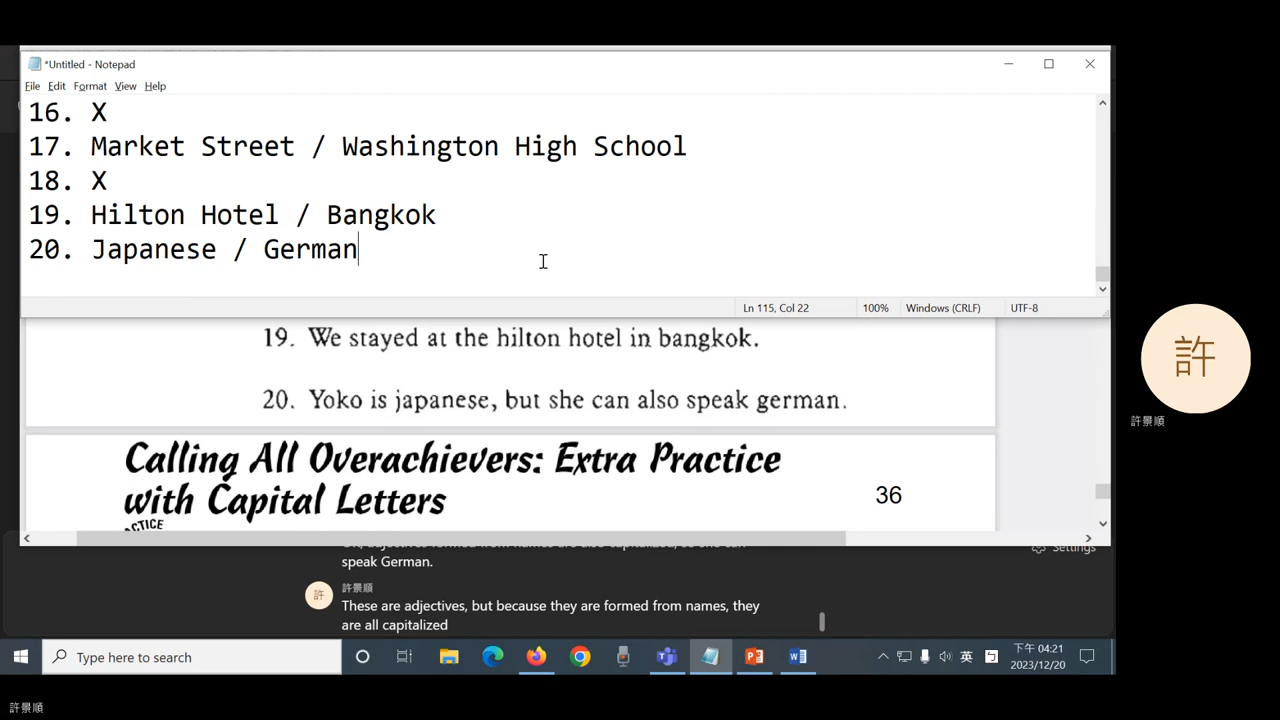 *Untitled - Notepad
File Edit Format View Help
16. X
17. Market Street / Washington High School
18. X
19. Hilton Hotel / Bangkok
20. Japanese / German
Ln 115, Col 22 100% Windows (CRLF) UTF-8
19. We stayed at the hilton hotel in bangkok.
20. Yoko is japanese, but she can also speak german.
Calling All Overachievers: Extra Practice
with Capital Letters
36
speak German.
Settings
許
許景順
These are adjectives, but because they are formed from names, they
are all capitalized
許
許景順
Type here to search
英
下午 04:21
2023/12/20
許景順